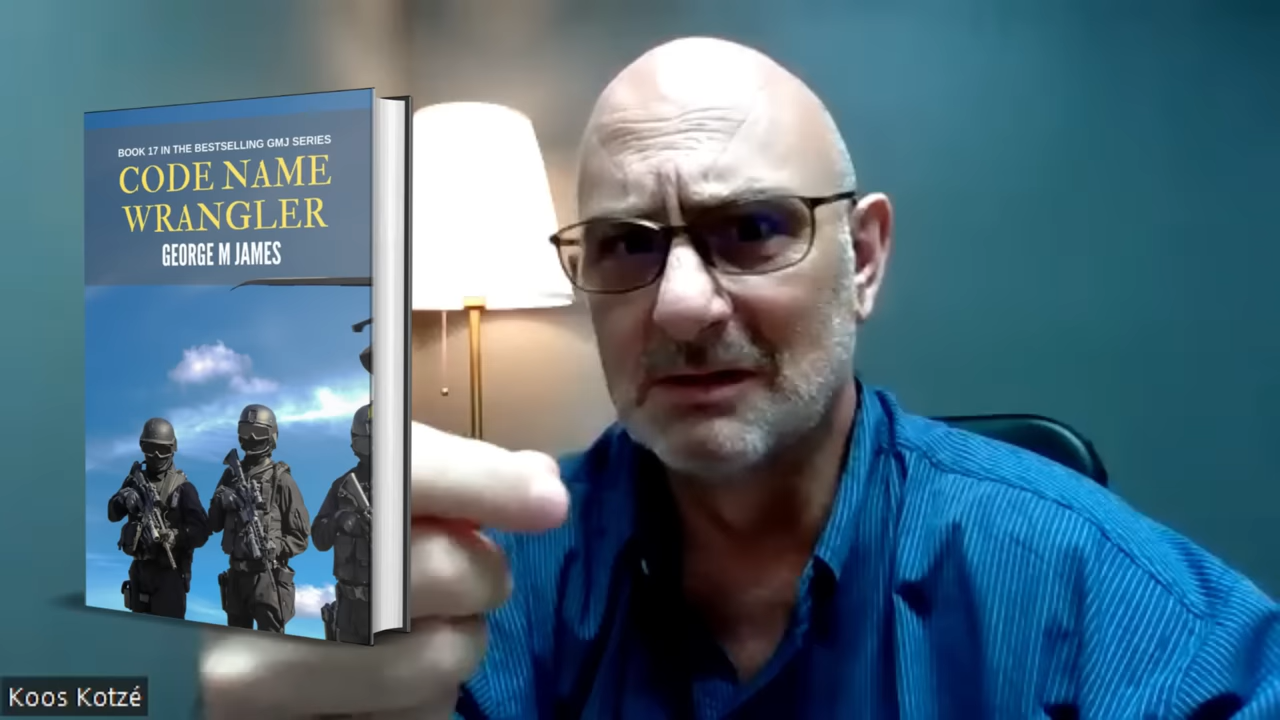 BOOK 17 IN THE BESTSELLING GMJ SERIES
CODE NAME
WRANGLER
GEORGE M JAMES
Koos Kotzé